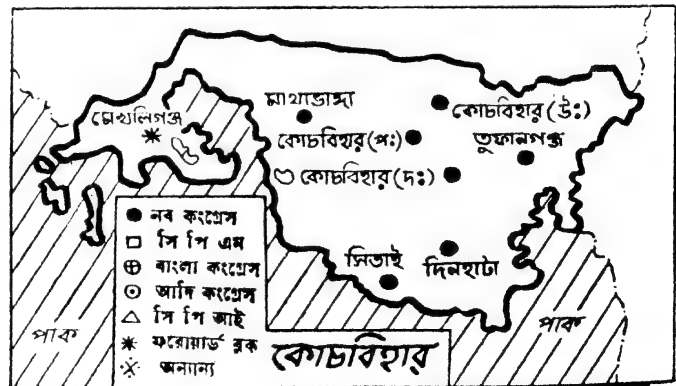 মাথাভাঙ্গা
মেখলিগঞ্জ
কোচবিহার (উঃ)
কোচবিহার (পঃ)
তুফানগঞ্জ
কোচবিহার (দঃ)
সিতাই
দিনহাটা
নব কংগ্রেস
সি পি এম
বাংলা কংগ্রেস
আদি কংগ্রেস
সি পি আই
ফরোয়ার্ড ব্লক
অন্যান্য
পাক
কোচবিহার
পাক